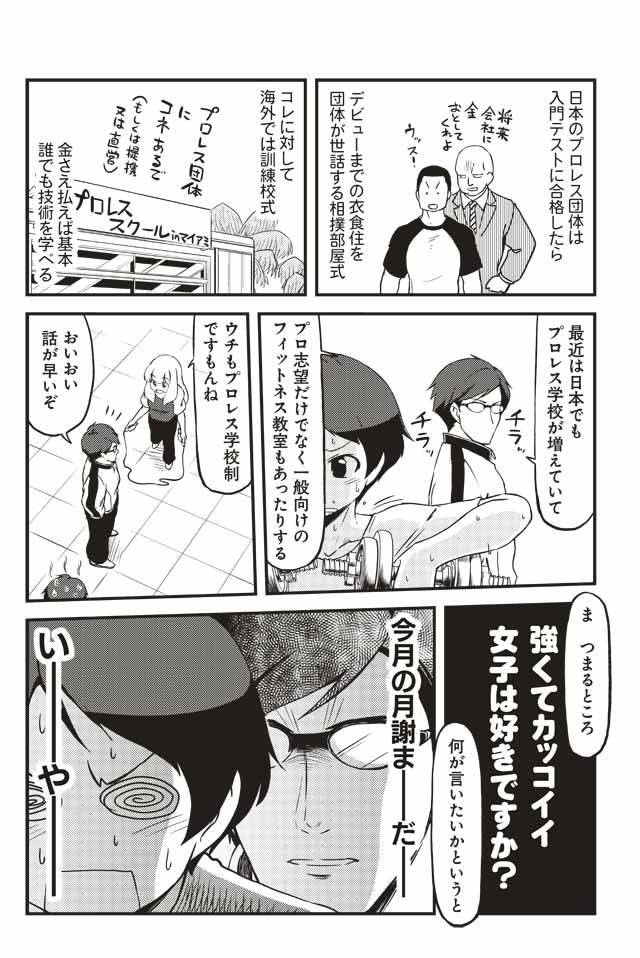 日本のプロレス団体は
入門テストに合格したら
将来
会社に
金
おとして
くれよ
ウッス!
デビューまでの衣食住を
団体が世話する相撲部屋式
コレに対して
海外では訓練校式
プロレス団体
に
コネあるで
(もしくは提携
又は直営)
プロレス
スクールinマイアミ
金さえ払えば基本
誰でも技術を学べる
最近は日本でも
プロレス学校が増えていて
チラッ
チラッ
プロ志望だけでなく一般向けの
フィットネス教室もあったりする
ウチもプロレス学校制
ですもんね
おいおい
話が早いぞ
ま つまるところ
強くてカッコイイ
女子は好きですか?
何が言いたいかというと
今月の月謝ま――だ――
い――や――